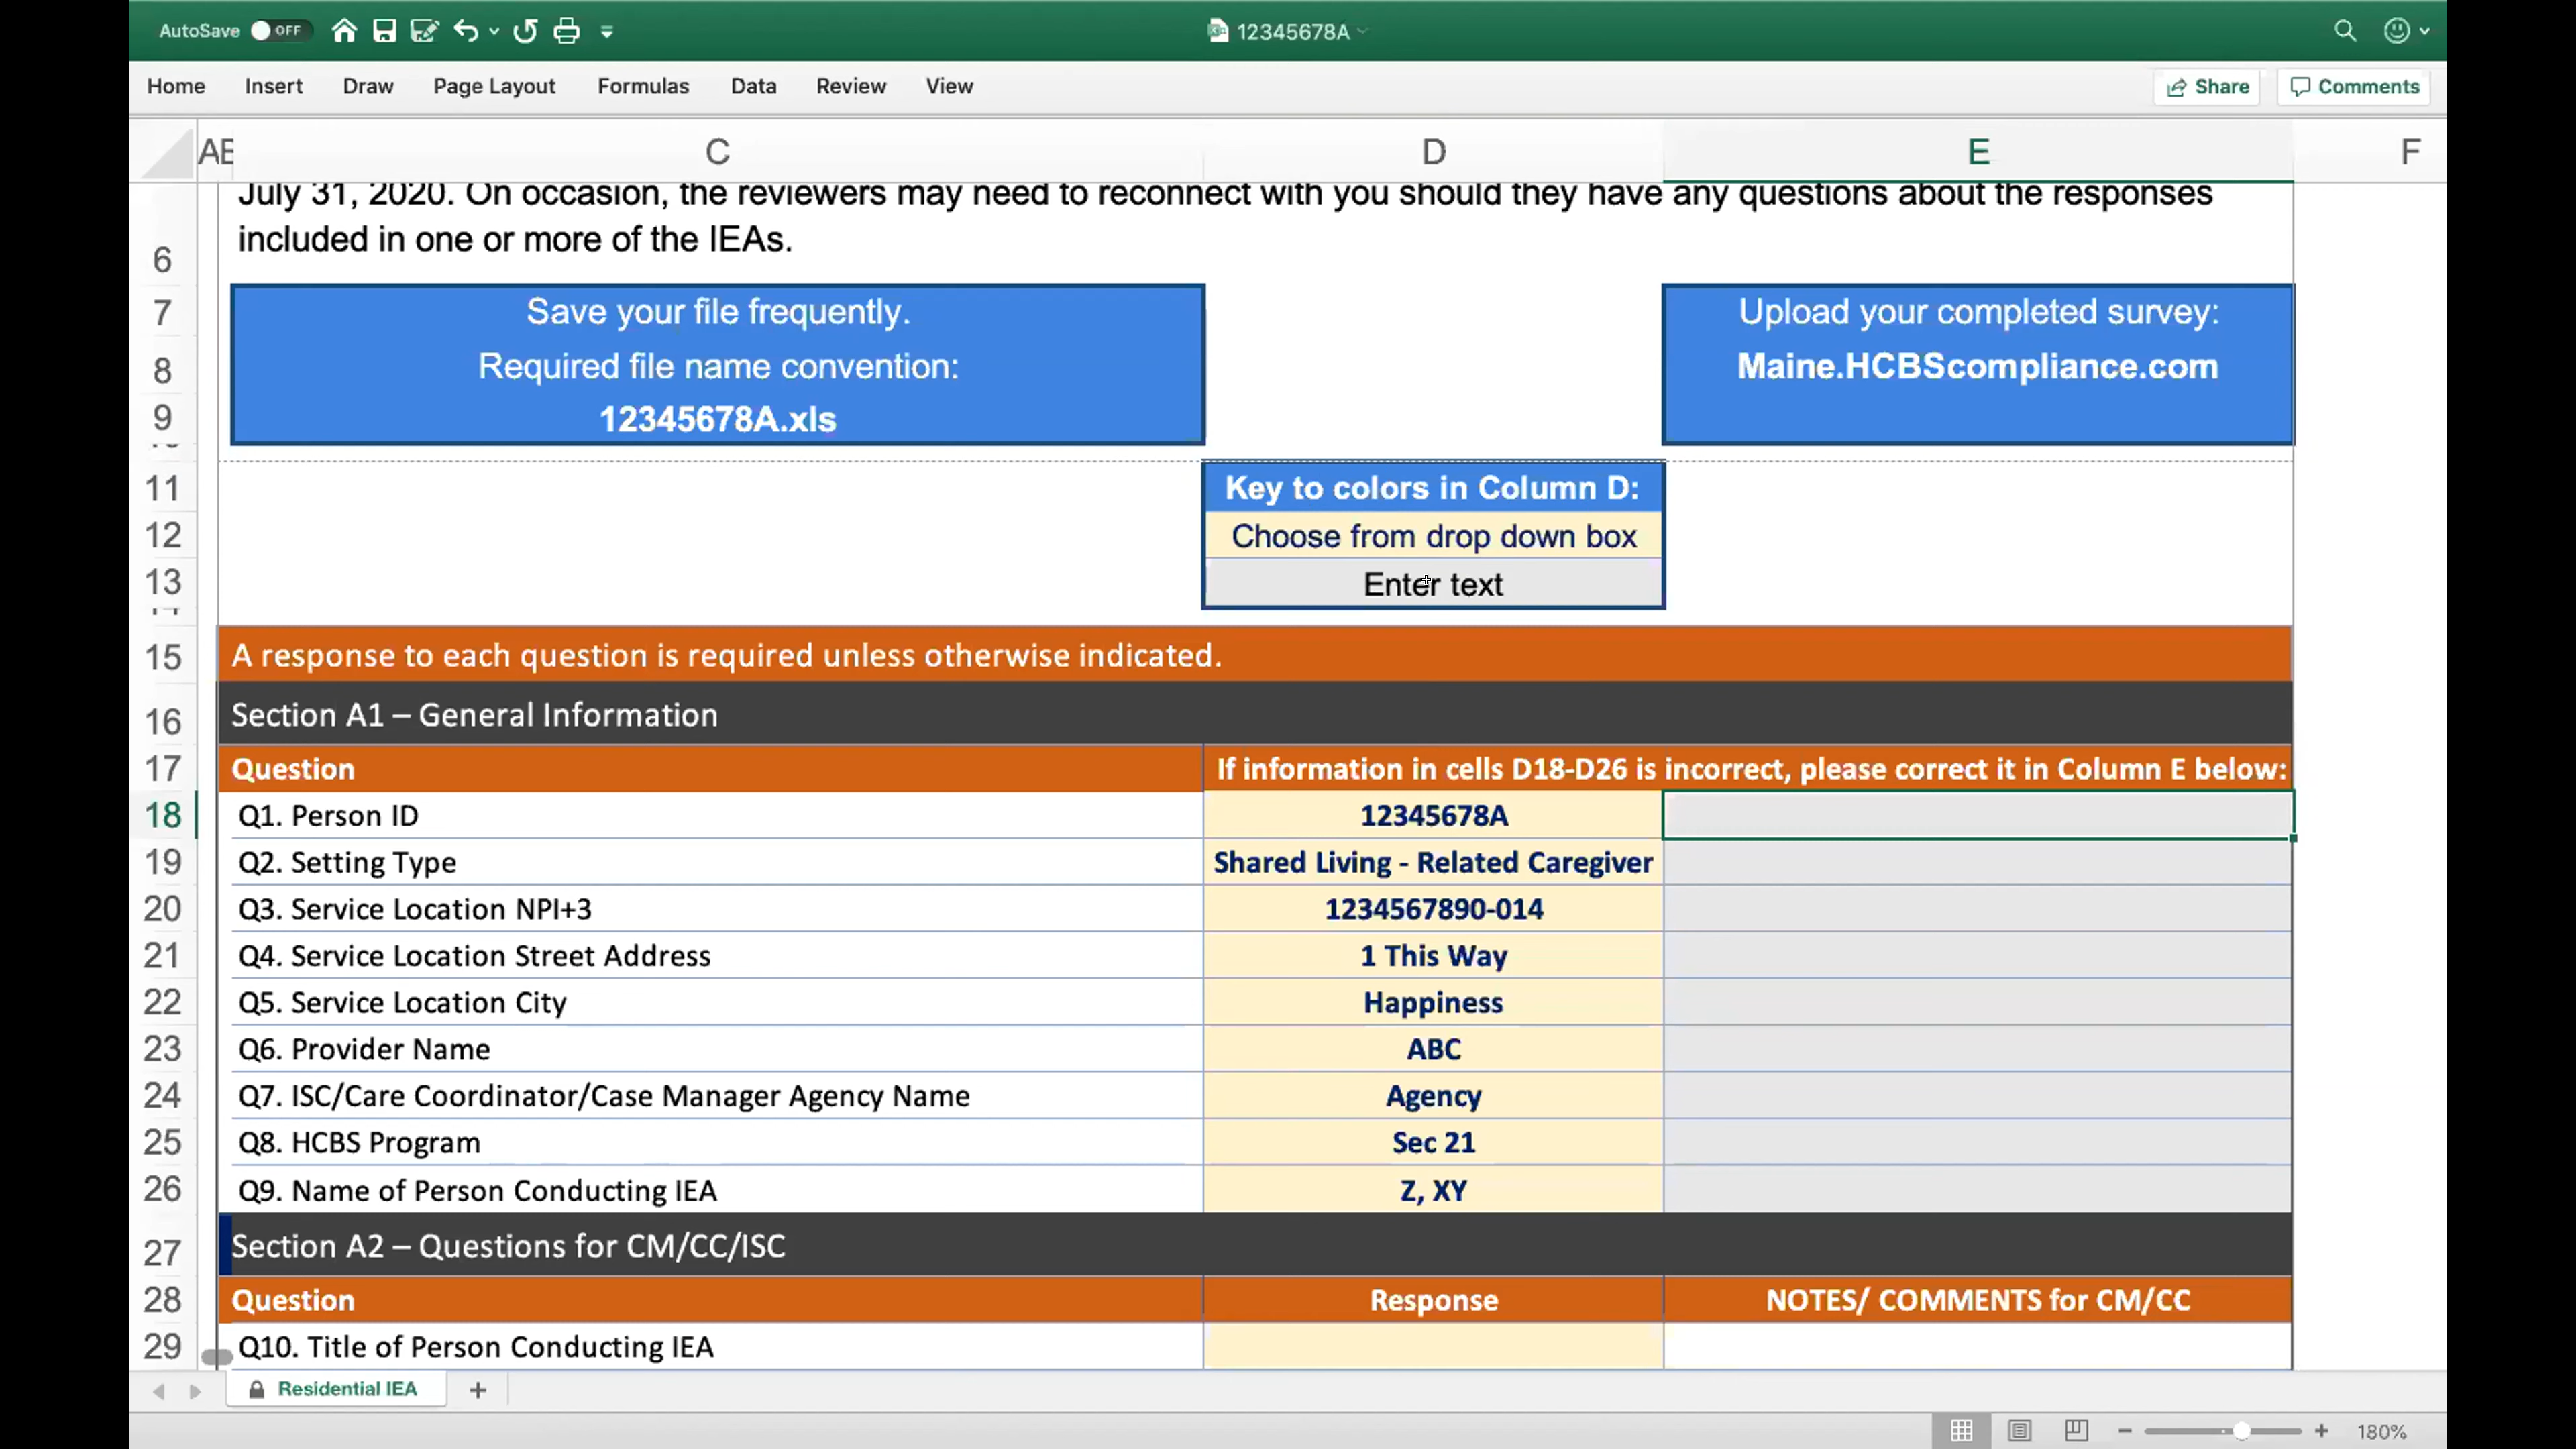 AutoSave OFF
12345678A
Home Insert Draw Page Layout Formulas Data Review View
Share Comments
C D E F
July 31, 2020. On occasion, the reviewers may need to reconnect with you should they have any questions about the responses
6 included in one or more of the IEAs.
7 Save your file frequently. Upload your completed survey:
8 Required file name convention: Maine.HCBScompliance.com
9 12345678A.xls
11 Key to colors in Column D:
12 Choose from drop down box
13 Enter text
15 A response to each question is required unless otherwise indicated.
16 Section A1 – General Information
17 Question If information in cells D18-D26 is incorrect, please correct it in Column E below:
18 Q1. Person ID 12345678A
19 Q2. Setting Type Shared Living - Related Caregiver
20 Q3. Service Location NPI+3 1234567890-014
21 Q4. Service Location Street Address 1 This Way
22 Q5. Service Location City Happiness
23 Q6. Provider Name ABC
24 Q7. ISC/Care Coordinator/Case Manager Agency Name Agency
25 Q8. HCBS Program Sec 21
26 Q9. Name of Person Conducting IEA Z, XY
27 Section A2 – Questions for CM/CC/ISC
28 Question Response NOTES/ COMMENTS for CM/CC
29 Q10. Title of Person Conducting IEA
Residential IEA
180%